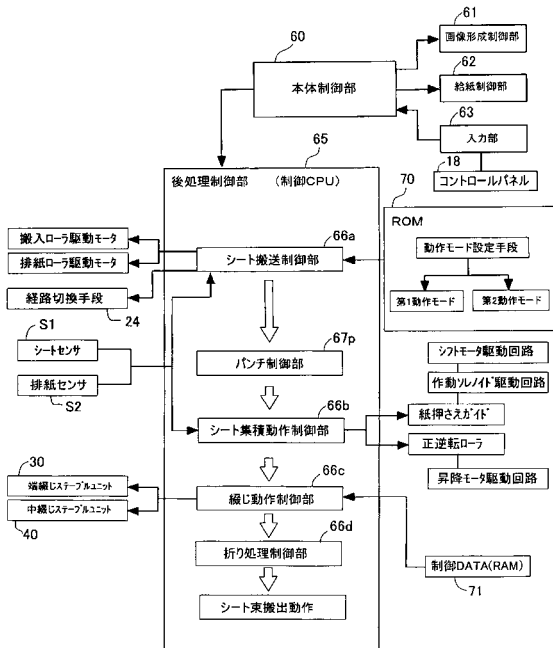 61
画像形成制御部
60
本体制御部
62
給紙制御部
63
入力部
18
コントロールパネル
65
後処理制御部 (制御CPU)
70
ROM
動作モード設定手段
第1動作モード
第2動作モード
搬入ローラ駆動モータ
排紙ローラ駆動モータ
66a
シート搬送制御部
経路切換手段
24
S1
シートセンサ
排紙センサ
S2
67p
パンチ制御部
66b
シート集積動作制御部
シフトモータ駆動回路
作動ソレノイド駆動回路
紙押さえガイド
正逆転ローラ
昇降モータ駆動回路
30
端綴じステープルユニット
中綴じステープルユニット
40
66c
綴じ動作制御部
66d
折り処理制御部
シート束搬出動作
制御DATA(RAM)
71